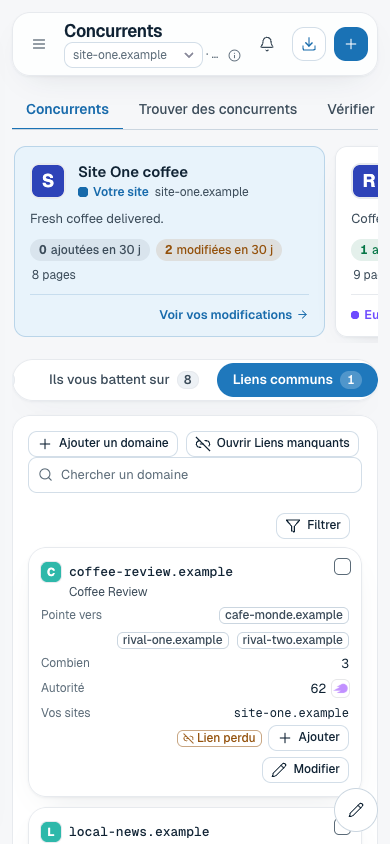 Concurrents
site-one.example · ...
Concurrents Trouver des concurrents Vérifier
S Site One coffee
Votre site site-one.example
Fresh coffee delivered.
0 ajoutées en 30 j 2 modifiées en 30 j
8 pages
Voir vos modifications →
R
Coffe
1 a
9 pa
Eu
Ils vous battent sur 8 Liens communs 1
Ajouter un domaine Ouvrir Liens manquants
Chercher un domaine
Filtrer
C coffee-review.example
Coffee Review
Pointe vers cafe-monde.example
rival-one.example rival-two.example
Combien 3
Autorité 62
Vos sites site-one.example
Lien perdu Ajouter
Modifier
L local-news.example